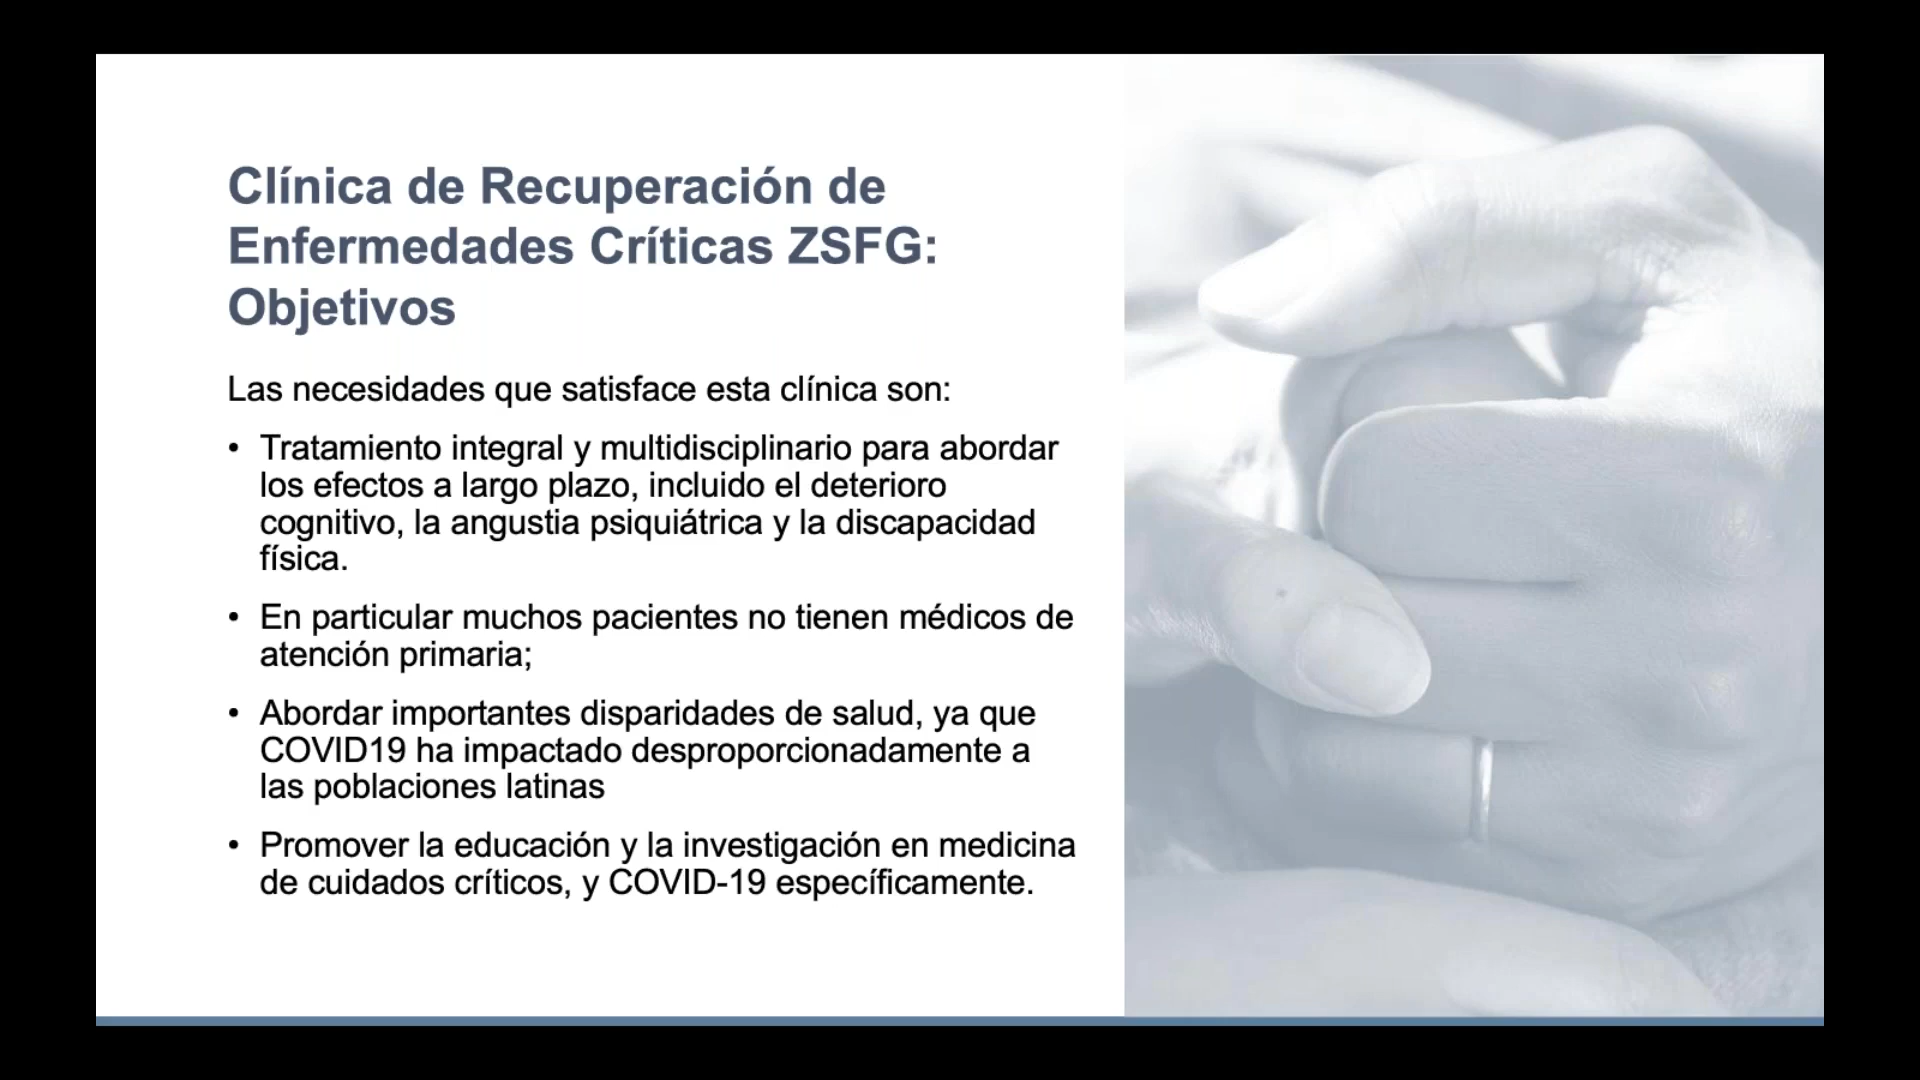 Clínica de Recuperación de
Enfermedades Críticas ZSFG:
Objetivos
Las necesidades que satisface esta clínica son:
• Tratamiento integral y multidisciplinario para abordar
los efectos a largo plazo, incluido el deterioro
cognitivo, la angustia psiquiátrica y la discapacidad
física.
• En particular muchos pacientes no tienen médicos de
atención primaria;
• Abordar importantes disparidades de salud, ya que
COVID19 ha impactado desproporcionadamente a
las poblaciones latinas
• Promover la educación y la investigación en medicina
de cuidados críticos, y COVID-19 específicamente.